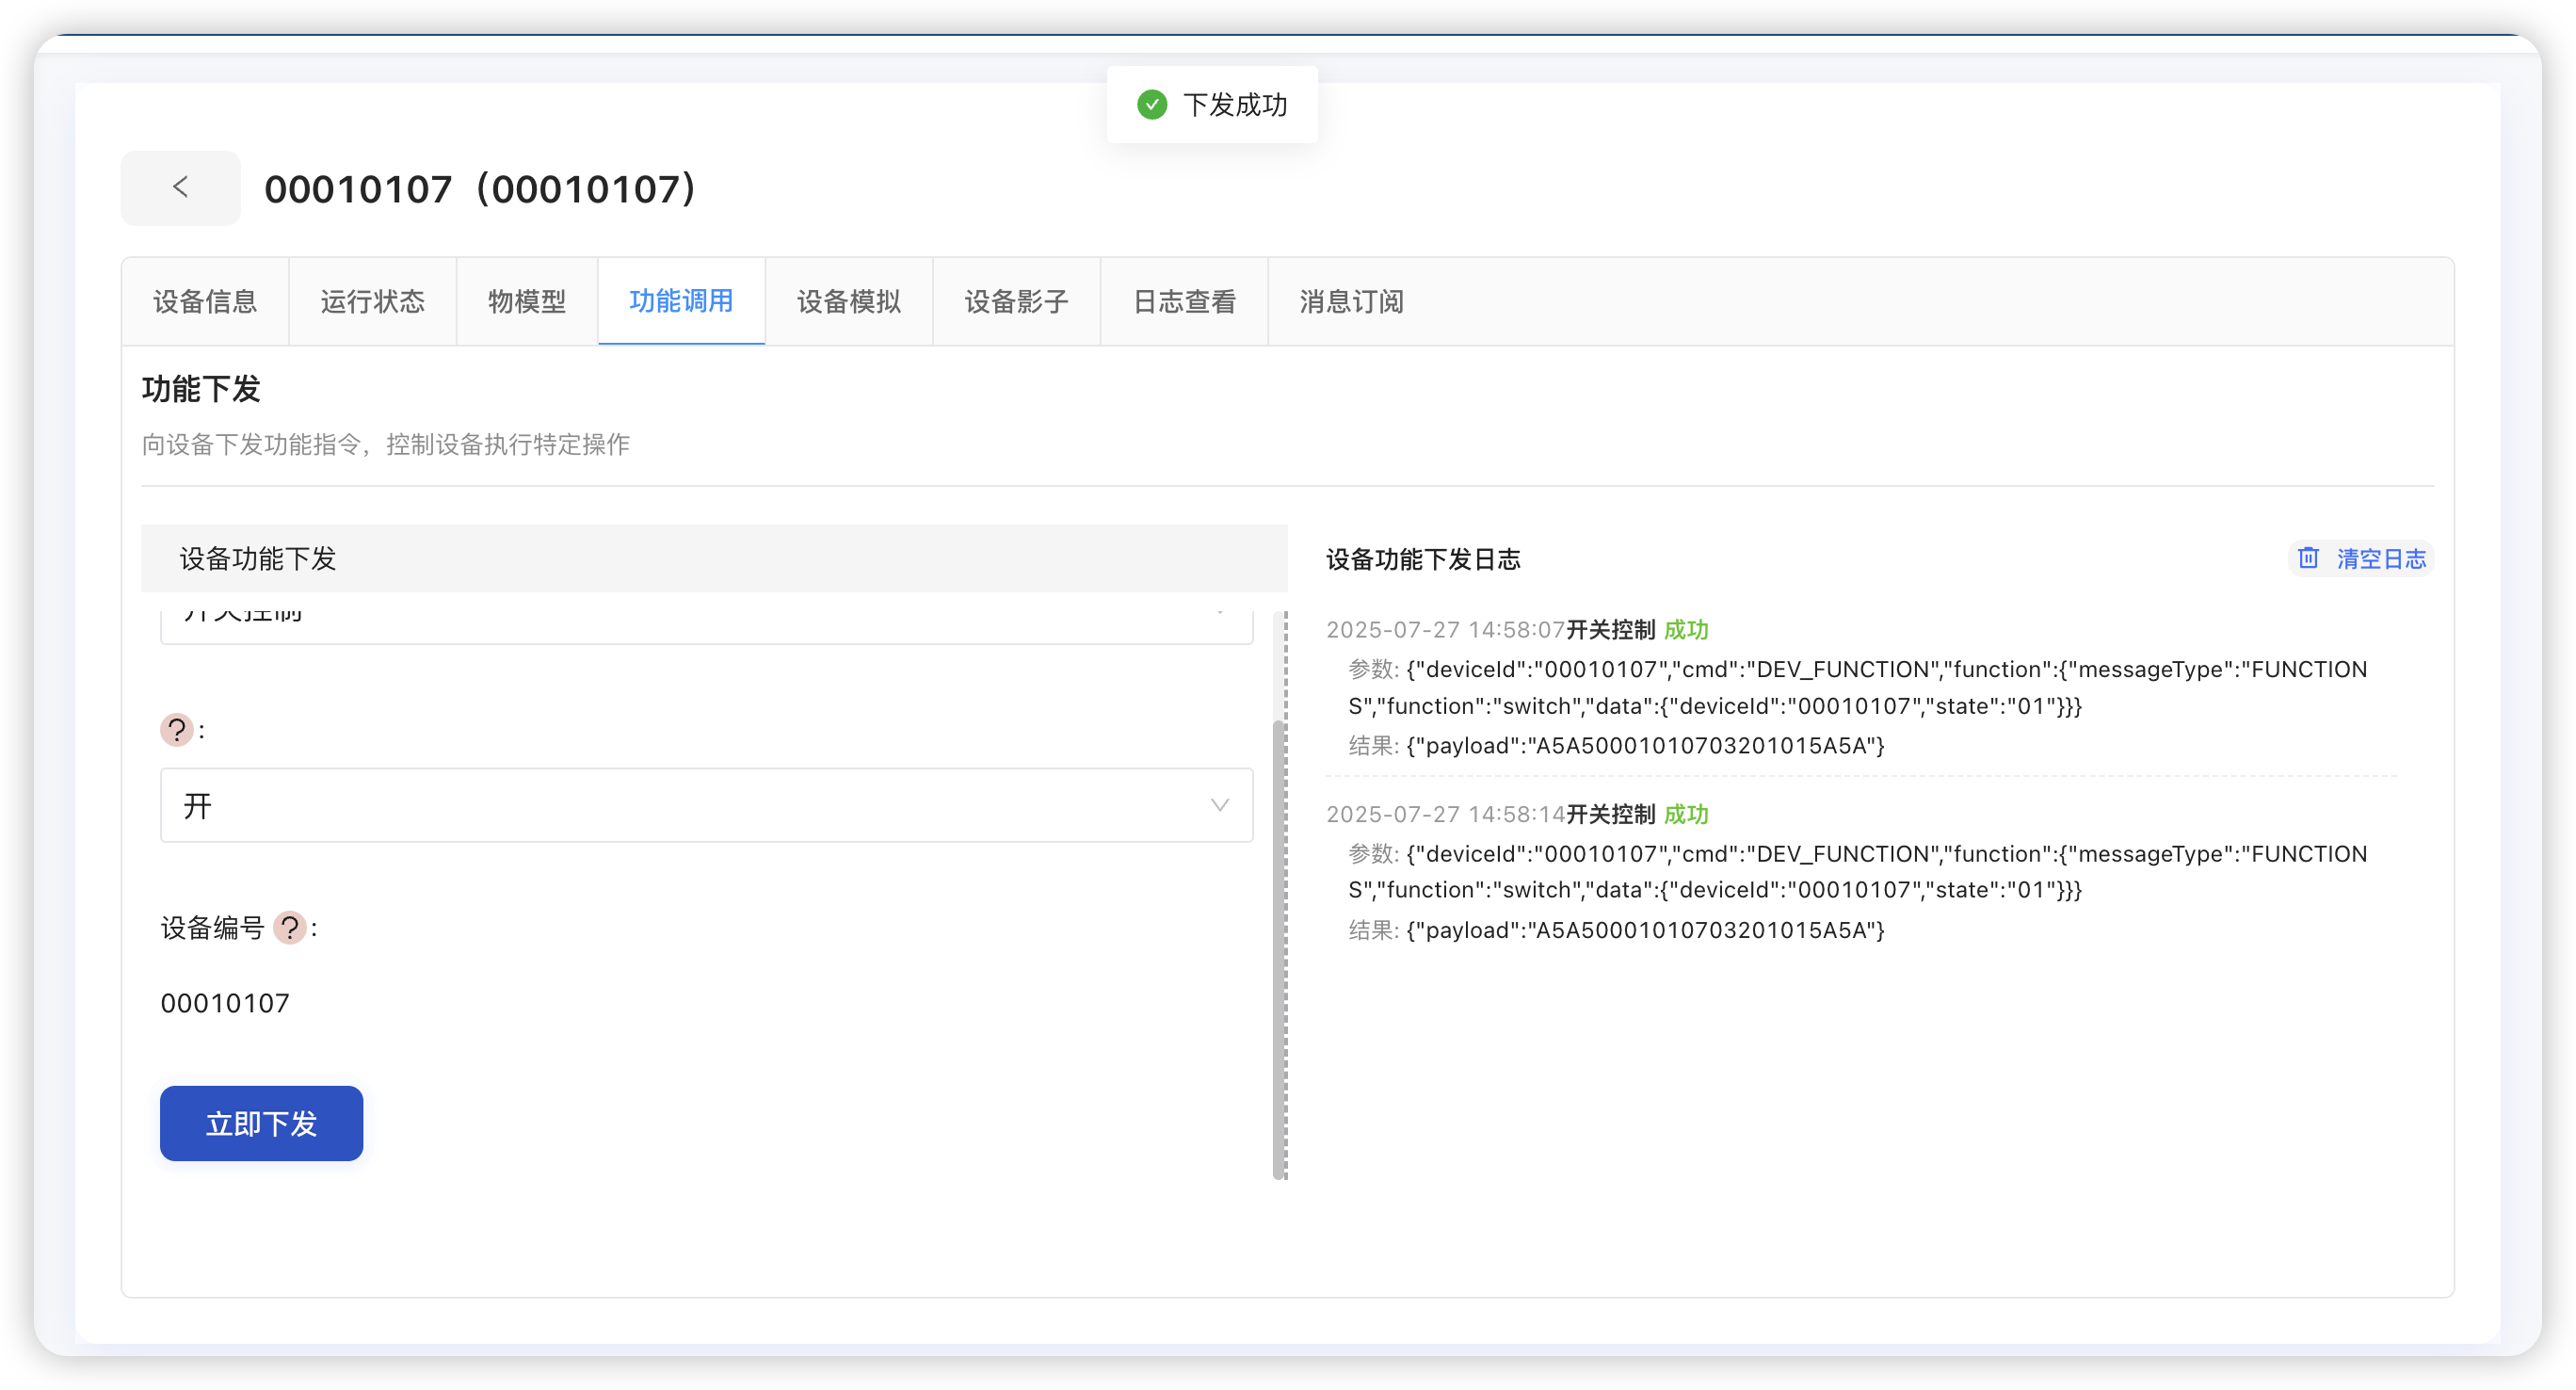 下发成功
00010107（00010107）
设备信息
运行状态
物模型
功能调用
设备模拟
设备影子
日志查看
消息订阅
功能下发
向设备下发功能指令，控制设备执行特定操作
设备功能下发
开关控制
?:
开
设备编号 ?:
00010107
立即下发
设备功能下发日志
清空日志
2025-07-27 14:58:07开关控制 成功
参数: {"deviceId":"00010107","cmd":"DEV_FUNCTION","function":{"messageType":"FUNCTION
S","function":"switch","data":{"deviceId":"00010107","state":"01"}}}
结果: {"payload":"A5A50001010703201015A5A"}
2025-07-27 14:58:14开关控制 成功
参数: {"deviceId":"00010107","cmd":"DEV_FUNCTION","function":{"messageType":"FUNCTION
S","function":"switch","data":{"deviceId":"00010107","state":"01"}}}
结果: {"payload":"A5A50001010703201015A5A"}